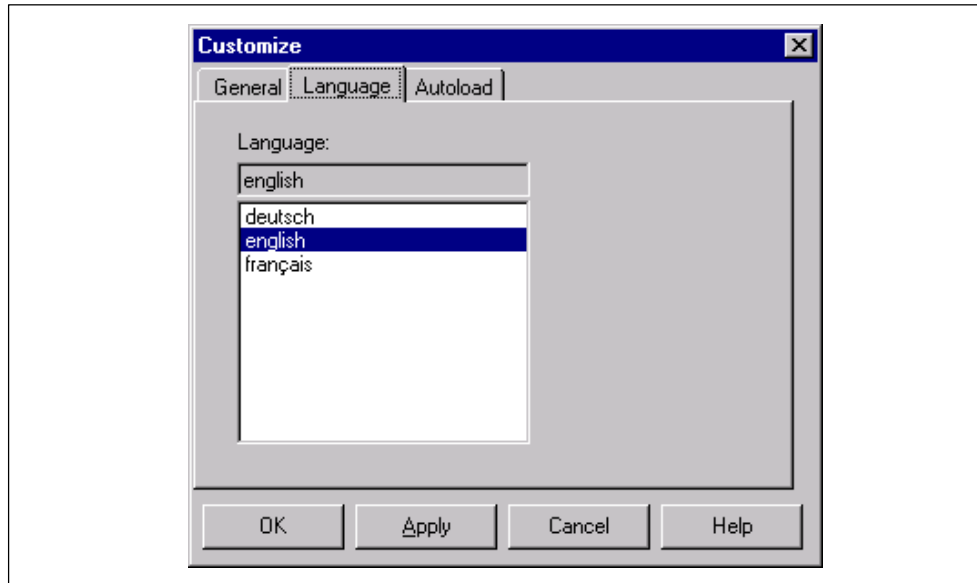 Customize
General Language Autoload
Language:
english
deutsch
english
français
OK Apply Cancel Help